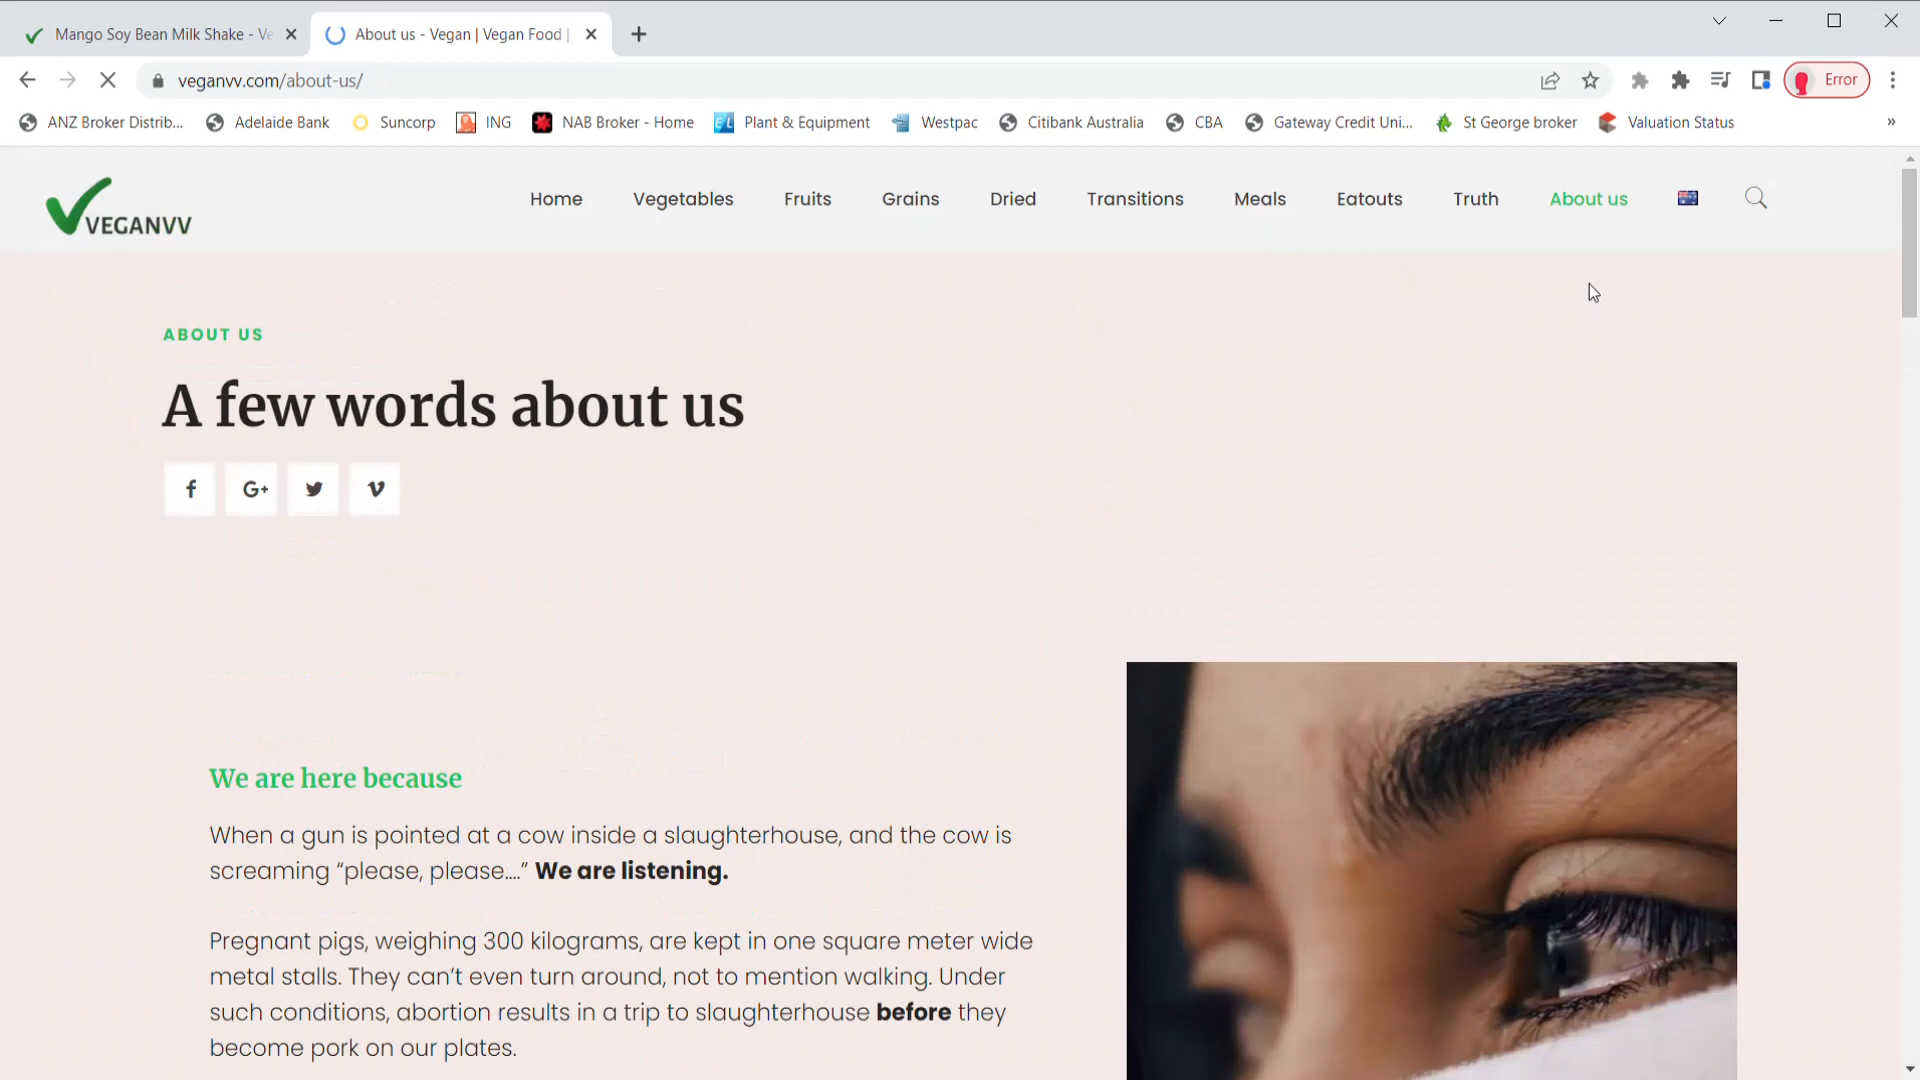 Mango Soy Bean Milk Shake - Ve
About us - Vegan | Vegan Food |
veganvv.com/about-us/
Error
ANZ Broker Distrib... Adelaide Bank Suncorp ING NAB Broker - Home Plant & Equipment Westpac Citibank Australia CBA Gateway Credit Uni... St George broker Valuation Status »
VEGANVV
Home Vegetables Fruits Grains Dried Transitions Meals Eatouts Truth About us
ABOUT US
A few words about us
f G+ v
We are here because
When a gun is pointed at a cow inside a slaughterhouse, and the cow is
screaming “please, please....” We are listening.
Pregnant pigs, weighing 300 kilograms, are kept in one square meter wide
metal stalls. They can’t even turn around, not to mention walking. Under
such conditions, abortion results in a trip to slaughterhouse before they
become pork on our plates.